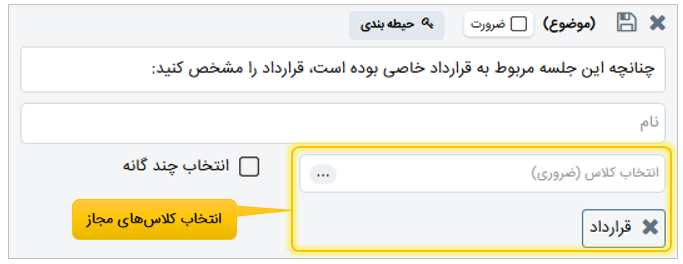 (موضوع) ضرورت حیطه بندی
چنانچه این جلسه مربوط به قرارداد خاصی بوده است، قرارداد را مشخص کنید:
نام
انتخاب کلاس (ضروری) ... انتخاب چند گانه
قرارداد
انتخاب کلاس‌های مجاز